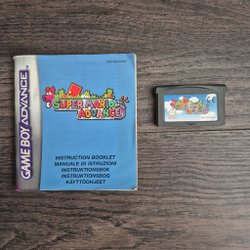 GAME BOY ADVANCE
SUPER MARIO
ADVANCE
INSTRUCTION BOOKLET
MANUALE DI ISTRUZIONI
INSTRUKTIONSBOK
INSTRUKTIONSBOG
KÄYTTÖOHJEET